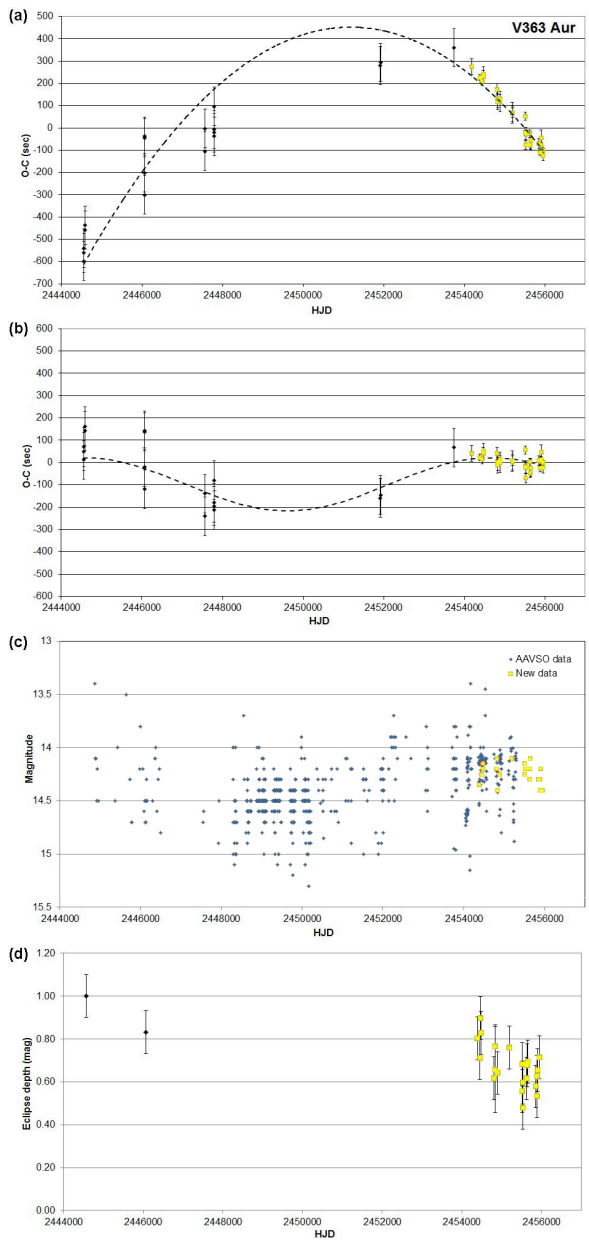 (a)
V363 Aur
500
400
300
200
100
0
-100
-200
-300
-400
-500
-600
-700
O-C (sec)
2444000 2446000 2448000 2450000 2452000 2454000 2456000
HJD
(b)
600
500
400
300
200
100
0
-100
-200
-300
-400
-500
-600
O-C (sec)
2444000 2446000 2448000 2450000 2452000 2454000 2456000
HJD
(c)
13
13.5
14
14.5
15
15.5
Magnitude
AAVSO data
New data
2444000 2446000 2448000 2450000 2452000 2454000 2456000
HJD
(d)
1.20
1.00
0.80
0.60
0.40
0.20
0.00
Eclipse depth (mag)
2444000 2446000 2448000 2450000 2452000 2454000 2456000
HJD